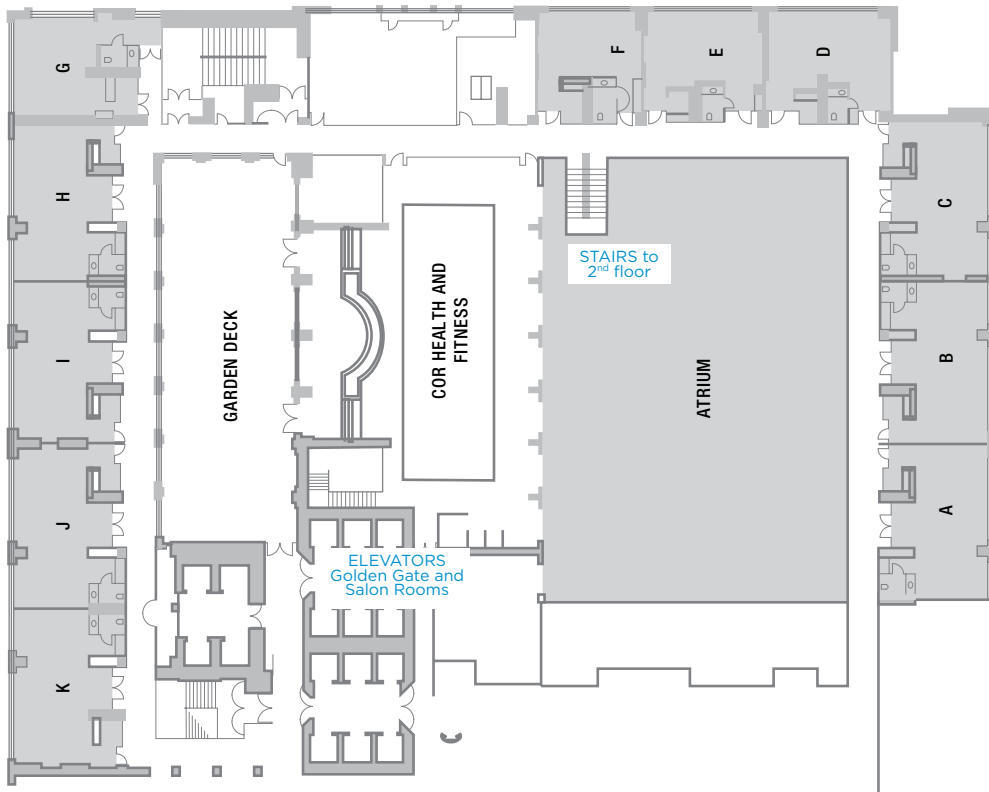 G
F
E
D
H
C
STAIRS to
2nd floor
I
GARDEN DECK
COR HEALTH AND
FITNESS
ATRIUM
B
J
A
ELEVATORS
Golden Gate and
Salon Rooms
K